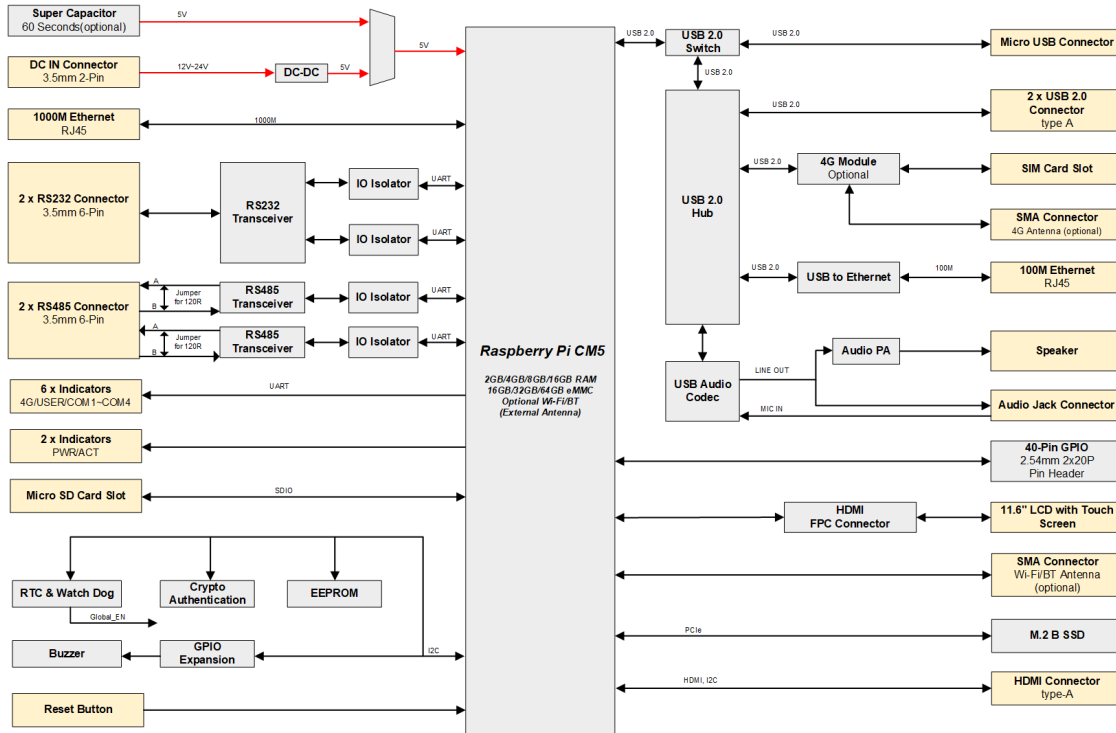 Super Capacitor
60 Seconds(optional)
5V
DC IN Connector
3.5mm 2-Pin
12V~24V
DC-DC
5V
5V
1000M Ethernet
RJ45
1000M
2 x RS232 Connector
3.5mm 6-Pin
RS232
Transceiver
IO Isolator
UART
IO Isolator
UART
2 x RS485 Connector
3.5mm 6-Pin
A
Jumper
for 120R
B
RS485
Transceiver
IO Isolator
UART
A
Jumper
for 120R
B
RS485
Transceiver
IO Isolator
UART
6 x Indicators
4G/USER/COM1~COM4
UART
2 x Indicators
PWR/ACT
Micro SD Card Slot
SDIO
RTC & Watch Dog
Crypto
Authentication
EEPROM
Global_EN
Buzzer
GPIO
Expansion
I2C
Reset Button
Raspberry Pi CM5
2GB/4GB/8GB/16GB RAM
16GB/32GB/64GB eMMC
Optional Wi-Fi/BT
(External Antenna)
USB 2.0
USB 2.0
Switch
USB 2.0
Micro USB Connector
USB 2.0
USB 2.0
Hub
USB 2.0
2 x USB 2.0
Connector
type A
USB 2.0
4G Module
Optional
SIM Card Slot
SMA Connector
4G Antenna (optional)
USB 2.0
USB to Ethernet
100M
100M Ethernet
RJ45
USB Audio
Codec
LINE OUT
Audio PA
Speaker
MIC IN
Audio Jack Connector
40-Pin GPIO
2.54mm 2x20P
Pin Header
HDMI
FPC Connector
11.6" LCD with Touch
Screen
SMA Connector
Wi-Fi/BT Antenna
(optional)
PCIe
M.2 B SSD
HDMI, I2C
HDMI Connector
type-A